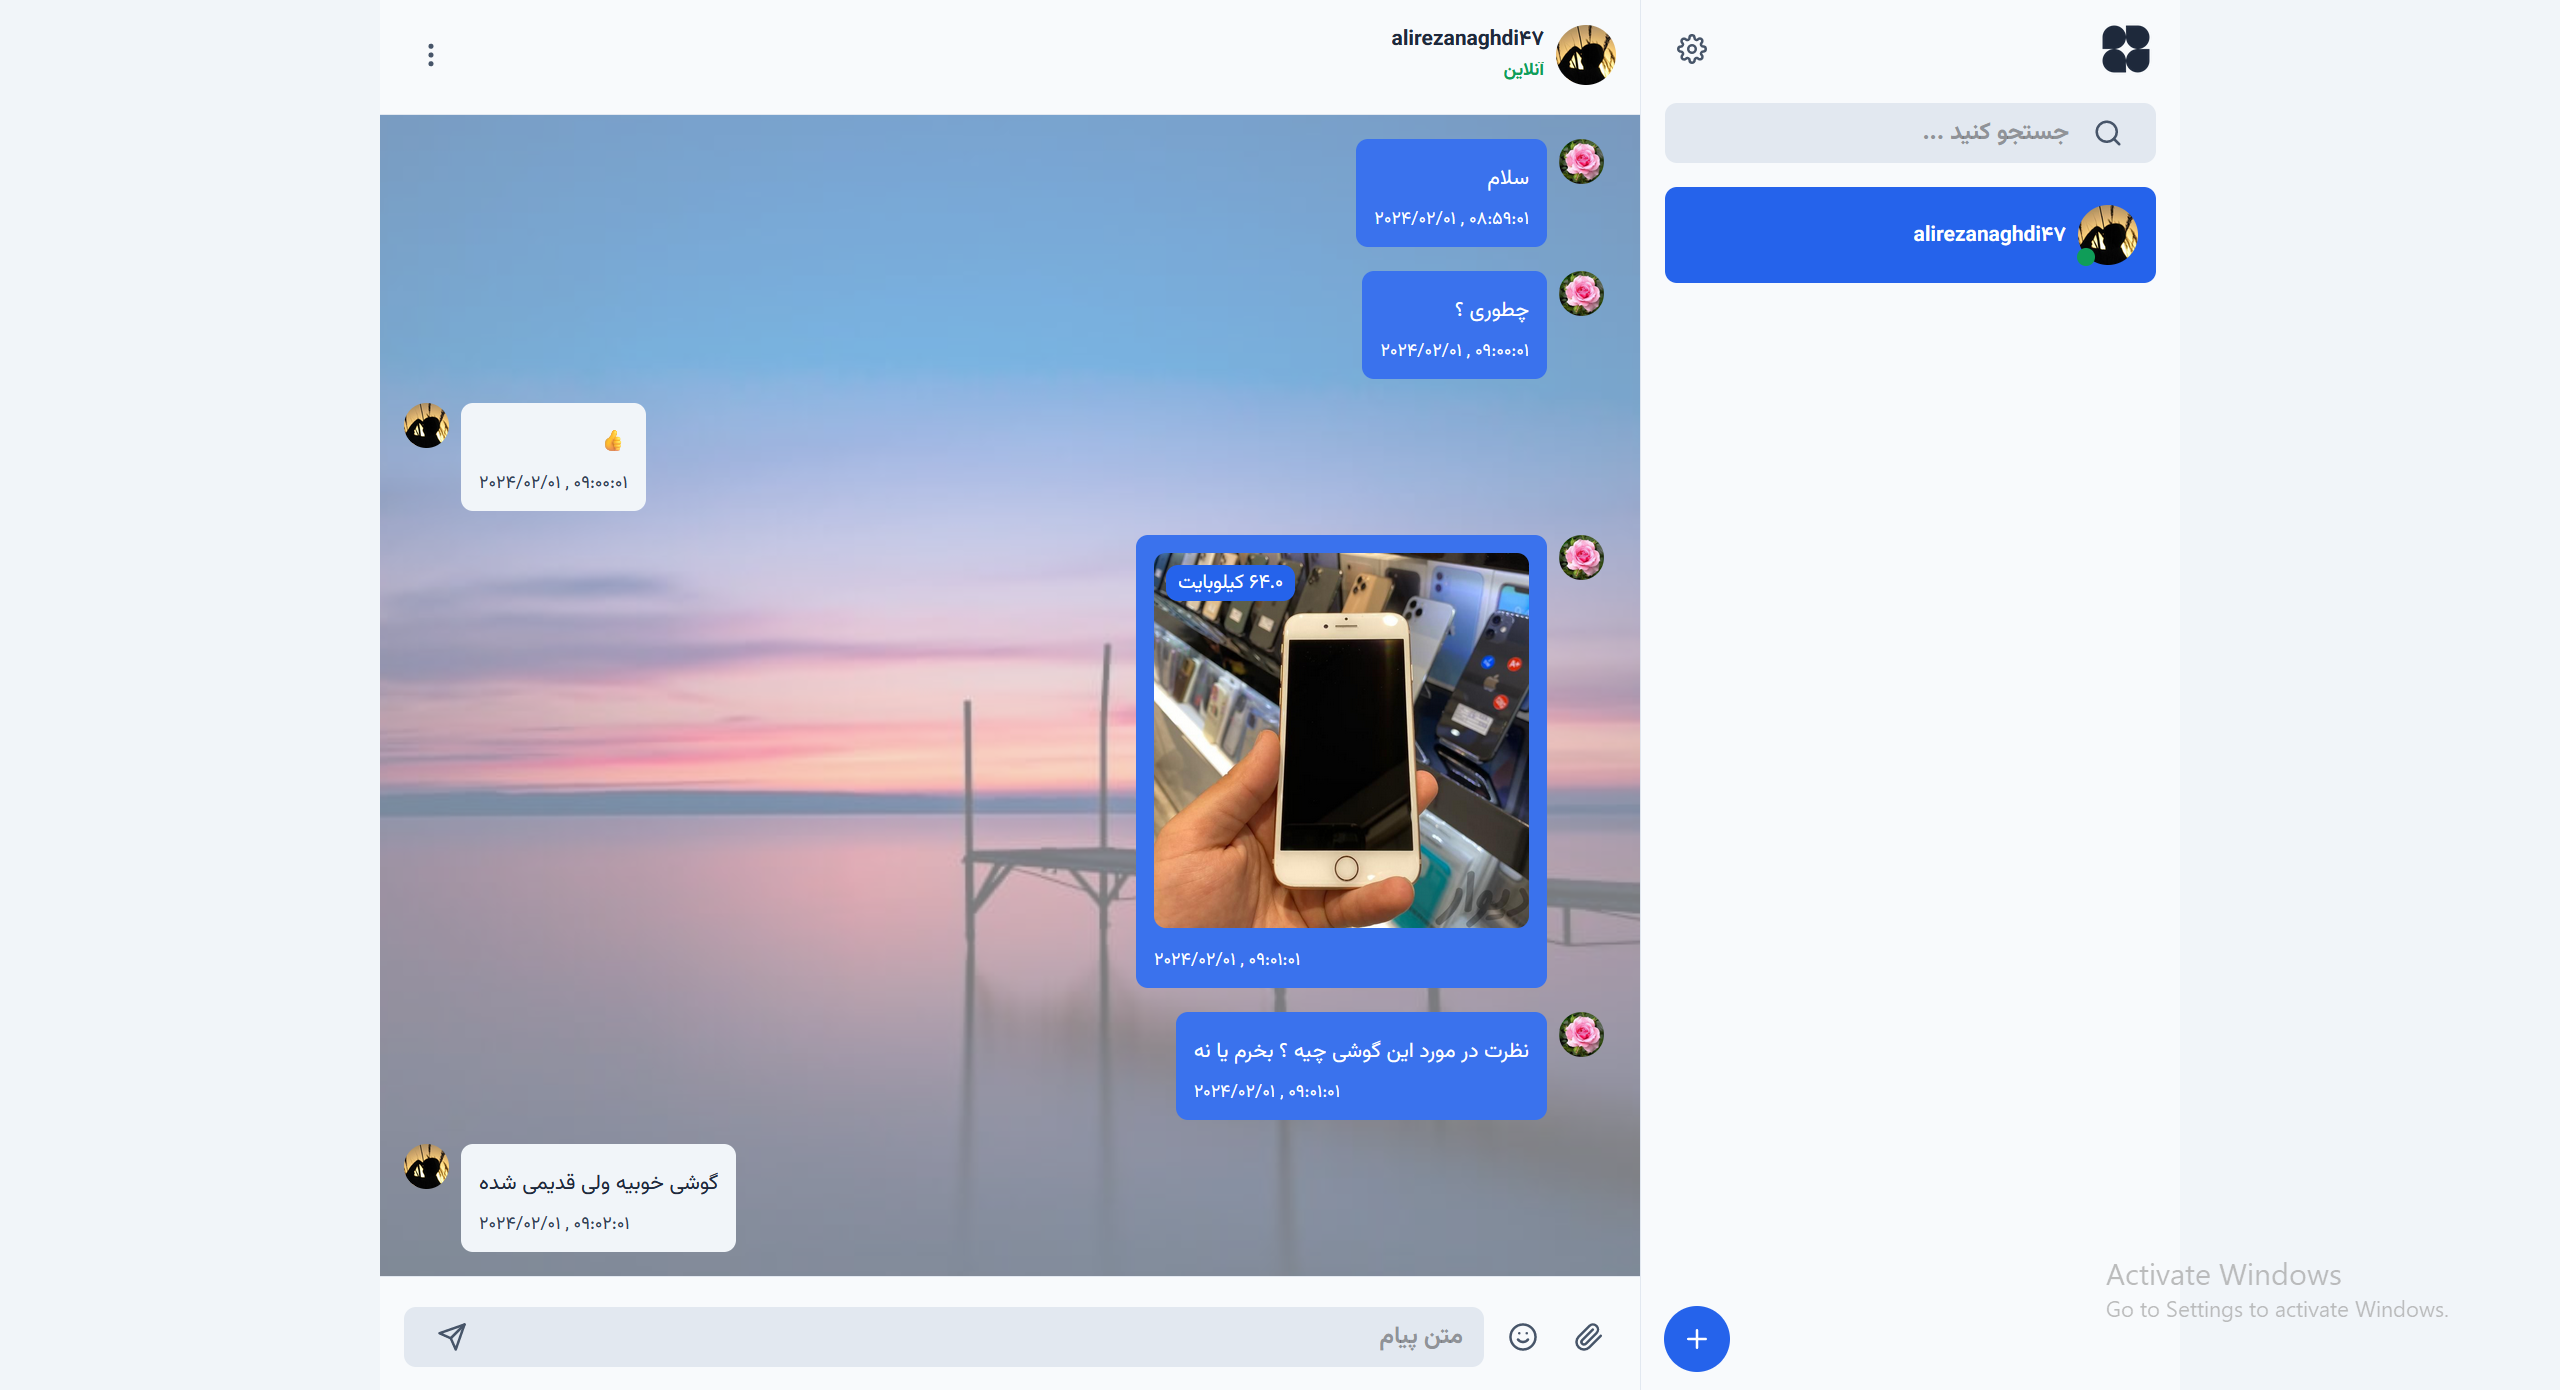 جستجو کنید ...
alirezanaghdi۴۷
alirezanaghdi۴۷
آنلاین
سلام
۲۰۲۴/۰۲/۰۱ , ۰۸:۵۹:۰۱
چطوری ؟
۲۰۲۴/۰۲/۰۱ , ۰۹:۰۰:۰۱
👍
۲۰۲۴/۰۲/۰۱ , ۰۹:۰۰:۰۱
۶۴.۰ کیلوبایت
دیوار
۲۰۲۴/۰۲/۰۱ , ۰۹:۰۱:۰۱
نظرت در مورد این گوشی چیه ؟ بخرم یا نه
۲۰۲۴/۰۲/۰۱ , ۰۹:۰۱:۰۱
گوشی خوبیه ولی قدیمی شده
۲۰۲۴/۰۲/۰۱ , ۰۹:۰۲:۰۱
متن پیام
Activate Windows
Go to Settings to activate Windows.